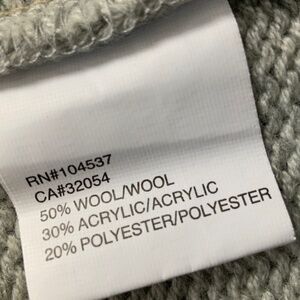 RN#104537
CA#32054
50% WOOL/WOOL
30% ACRYLIC/ACRYLIC
20% POLYESTER/POLYESTER